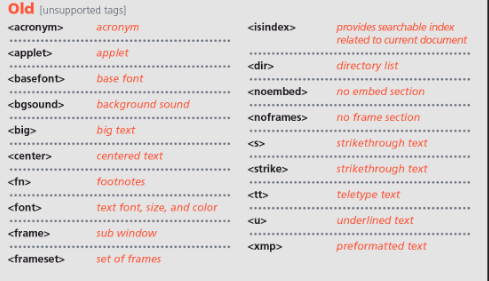 Old [unsupported tags]
<acronym> acronym
<applet> applet
<basefont> base font
<bgsound> background sound
<big> big text
<center> centered text
<fn> footnotes
<font> text font, size, and color
<frame> sub window
<frameset> set of frames
<isindex> provides searchable index
related to current document
<dir> directory list
<noembed> no embed section
<noframes> no frame section
<s> strikethrough text
<strike> strikethrough text
<tt> teletype text
<u> underlined text
<xmp> preformatted text